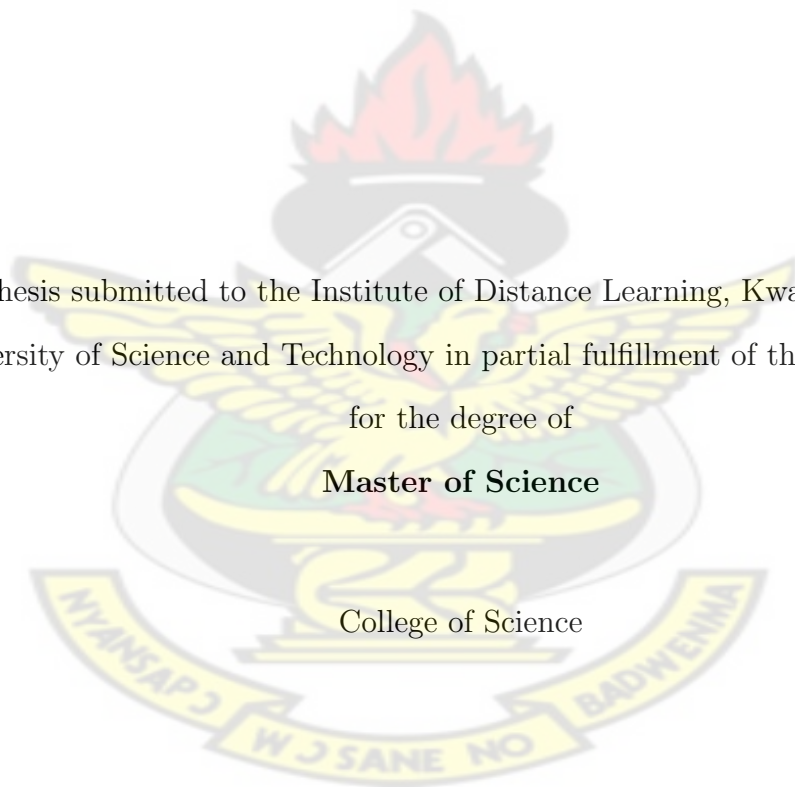 hesis submitted to the Institute of Distance Learning, Kwa
ersity of Science and Technology in partial fulfillment of th
for the degree of
Master of Science
College of Science
NYANSAPƆ WƆSANE NO BADWENMA